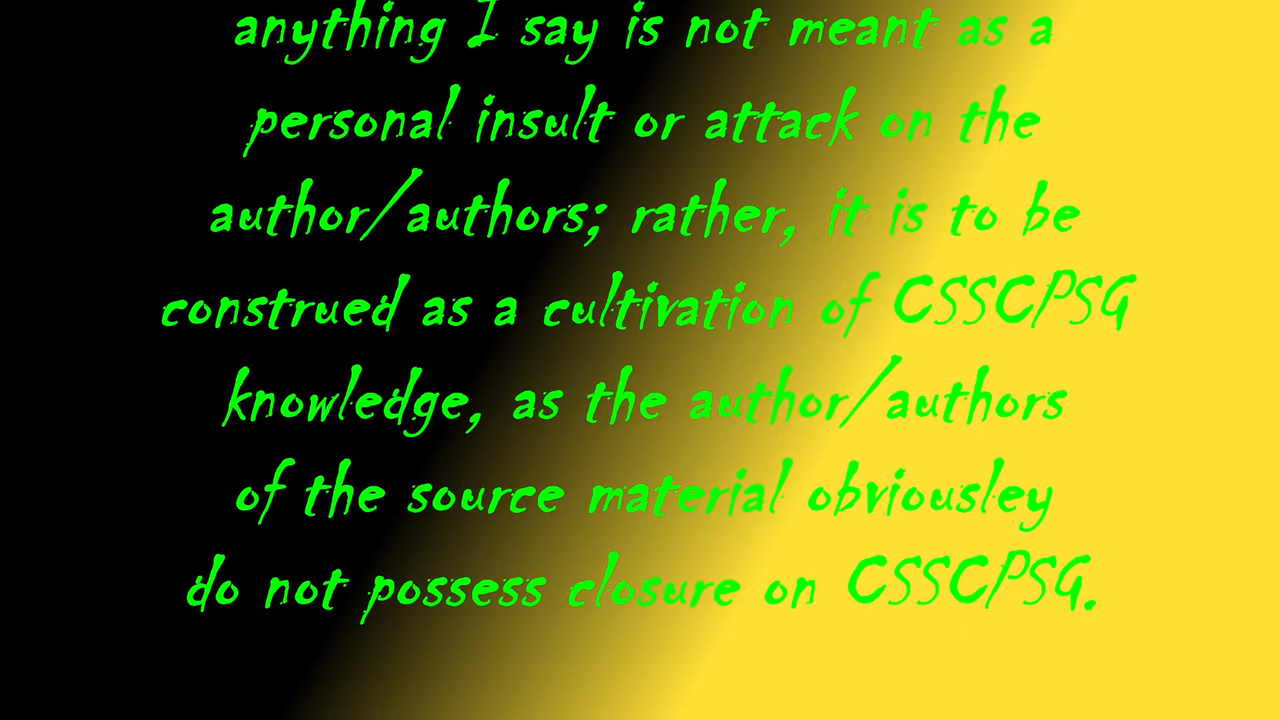 anything I say is not meant as a
personal insult or attack on the
author/authors; rather, it is to be
construed as a cultivation of CSSCPSG
knowledge, as the author/authors
of the source material obviousley
do not possess closure on CSSCPSG.